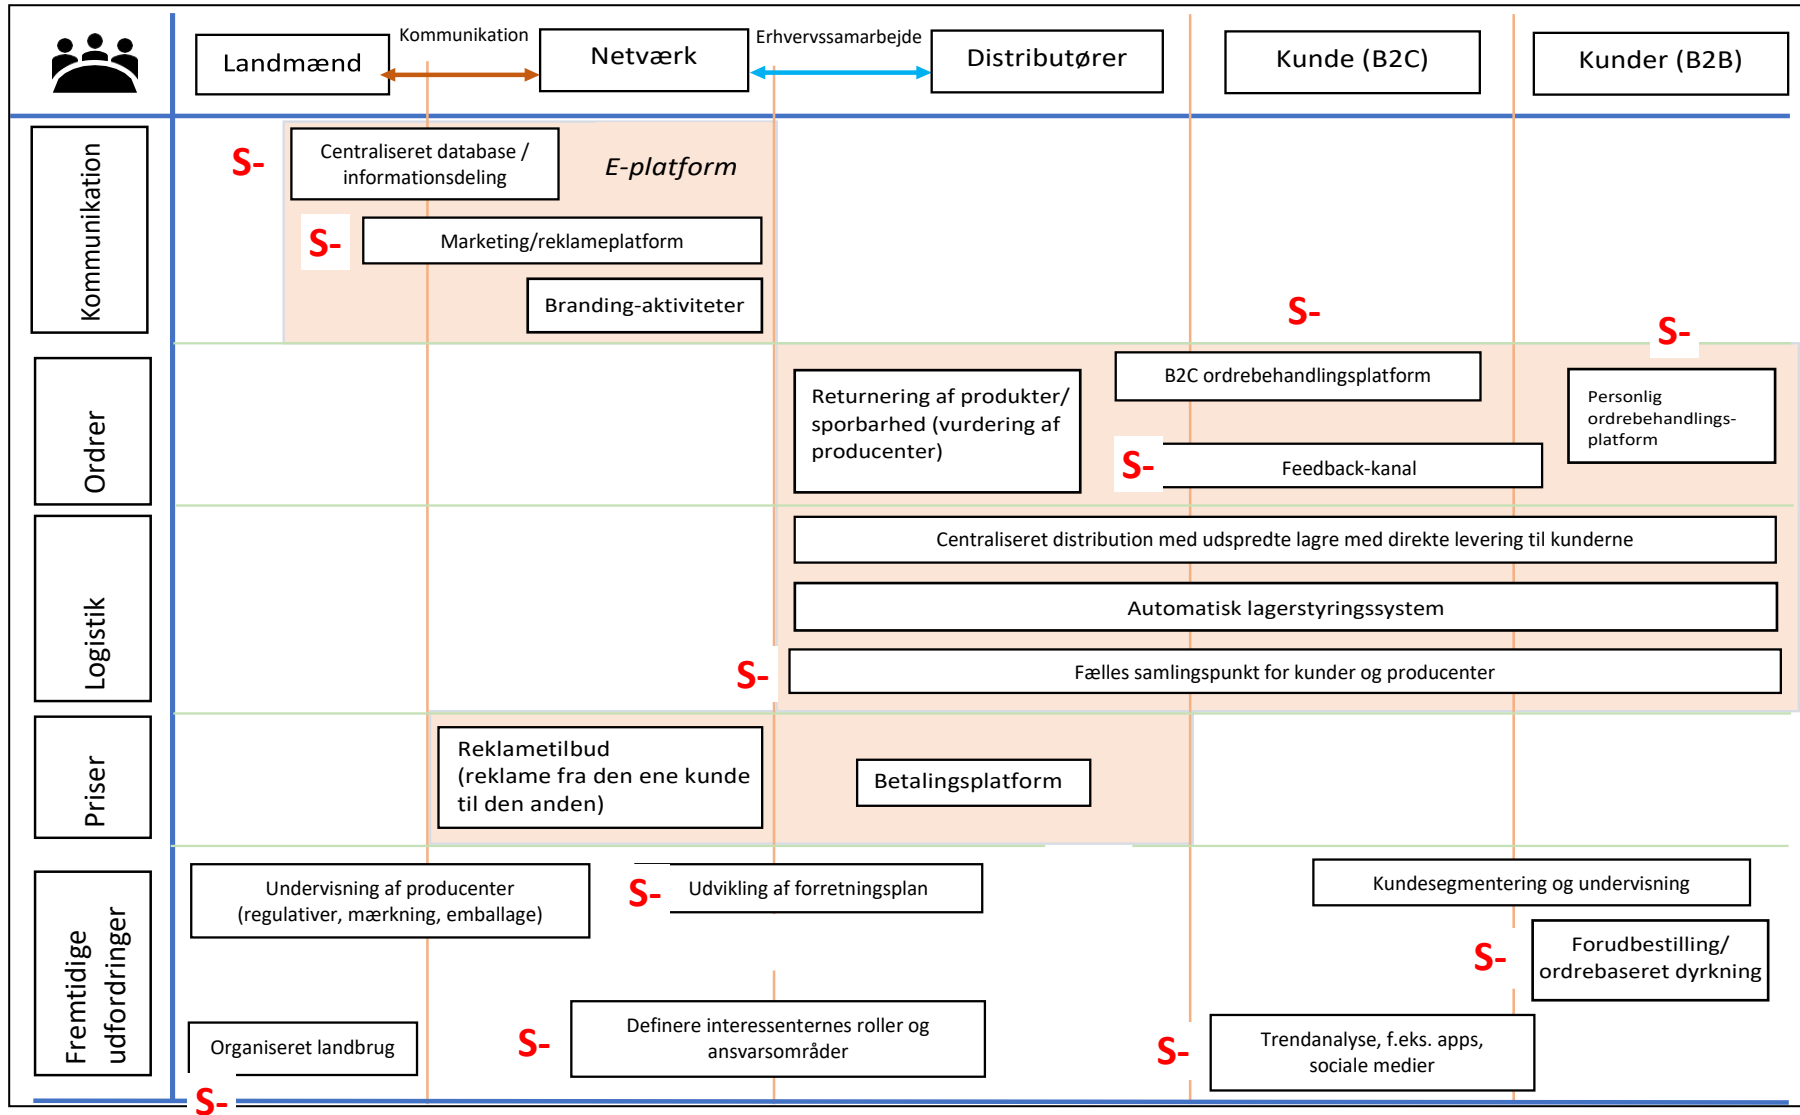 Landmænd
Kommunikation
Netværk
Erhvervssamarbejde
Distributører
Kunde (B2C)
Kunder (B2B)
Kommunikation
S-
Centraliseret database /
informationsdeling
E-platform
S-
Marketing/reklameplatform
Branding-aktiviteter
S-
S-
Ordrer
Returnering af produkter/
sporbarhed (vurdering af
producenter)
B2C ordrebehandlingsplatform
S-
Feedback-kanal
Personlig
ordrebehandlings-
platform
Logistik
Centraliseret distribution med udspredte lagre med direkte levering til kunderne
Automatisk lagerstyringssystem
S-
Fælles samlingspunkt for kunder og producenter
Priser
Reklametilbud
(reklame fra den ene kunde
til den anden)
Betalingsplatform
Fremtidige
udfordringer
Undervisning af producenter
(regulativer, mærkning, emballage)
S-
Udvikling af forretningsplan
Kundesegmentering og undervisning
S-
Forudbestilling/
ordrebaseret dyrkning
Organiseret landbrug
S-
S-
Definere interessenternes roller og
ansvarsområder
S-
Trendanalyse, f.eks. apps,
sociale medier